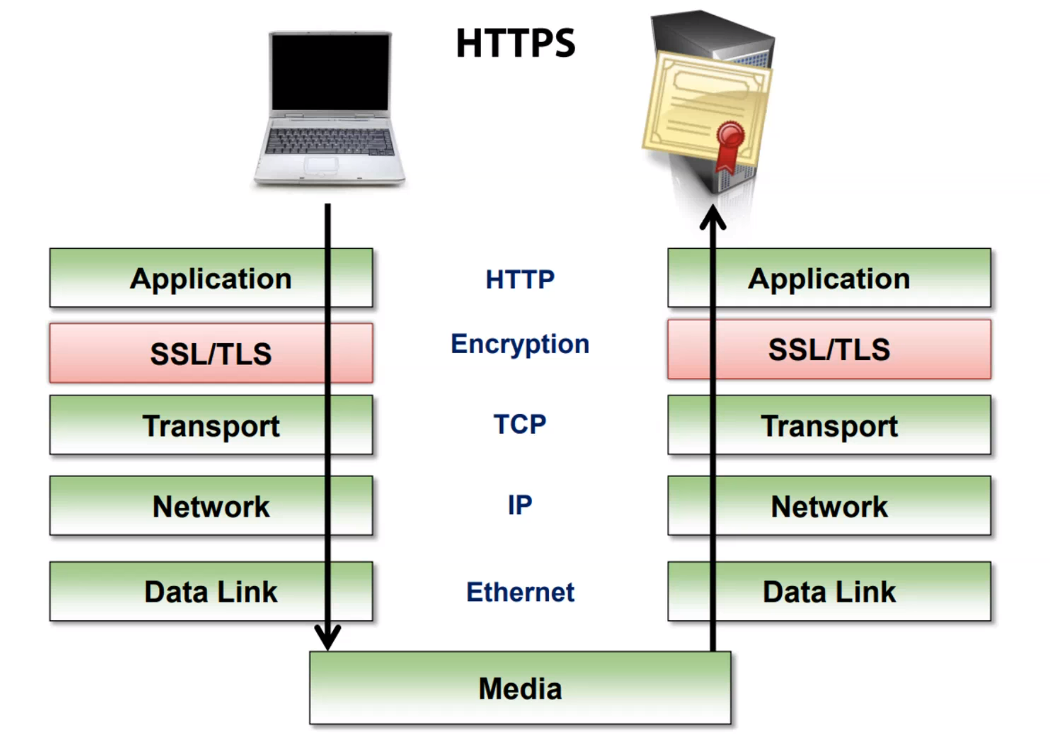 HTTPS
Application
HTTP
Application
SSL/TLS
Encryption
SSL/TLS
Transport
TCP
Transport
Network
IP
Network
Data Link
Ethernet
Data Link
Media